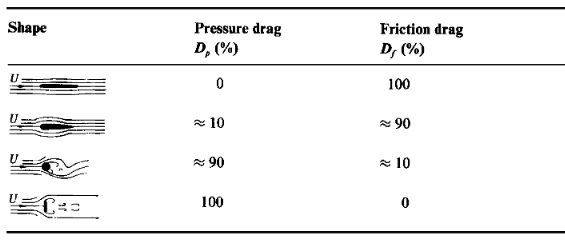 Shape Pressure drag Friction drag
D_p (%) D_f (%)
U 0 100
U ≈ 10 ≈ 90
U ≈ 90 ≈ 10
U 100 0